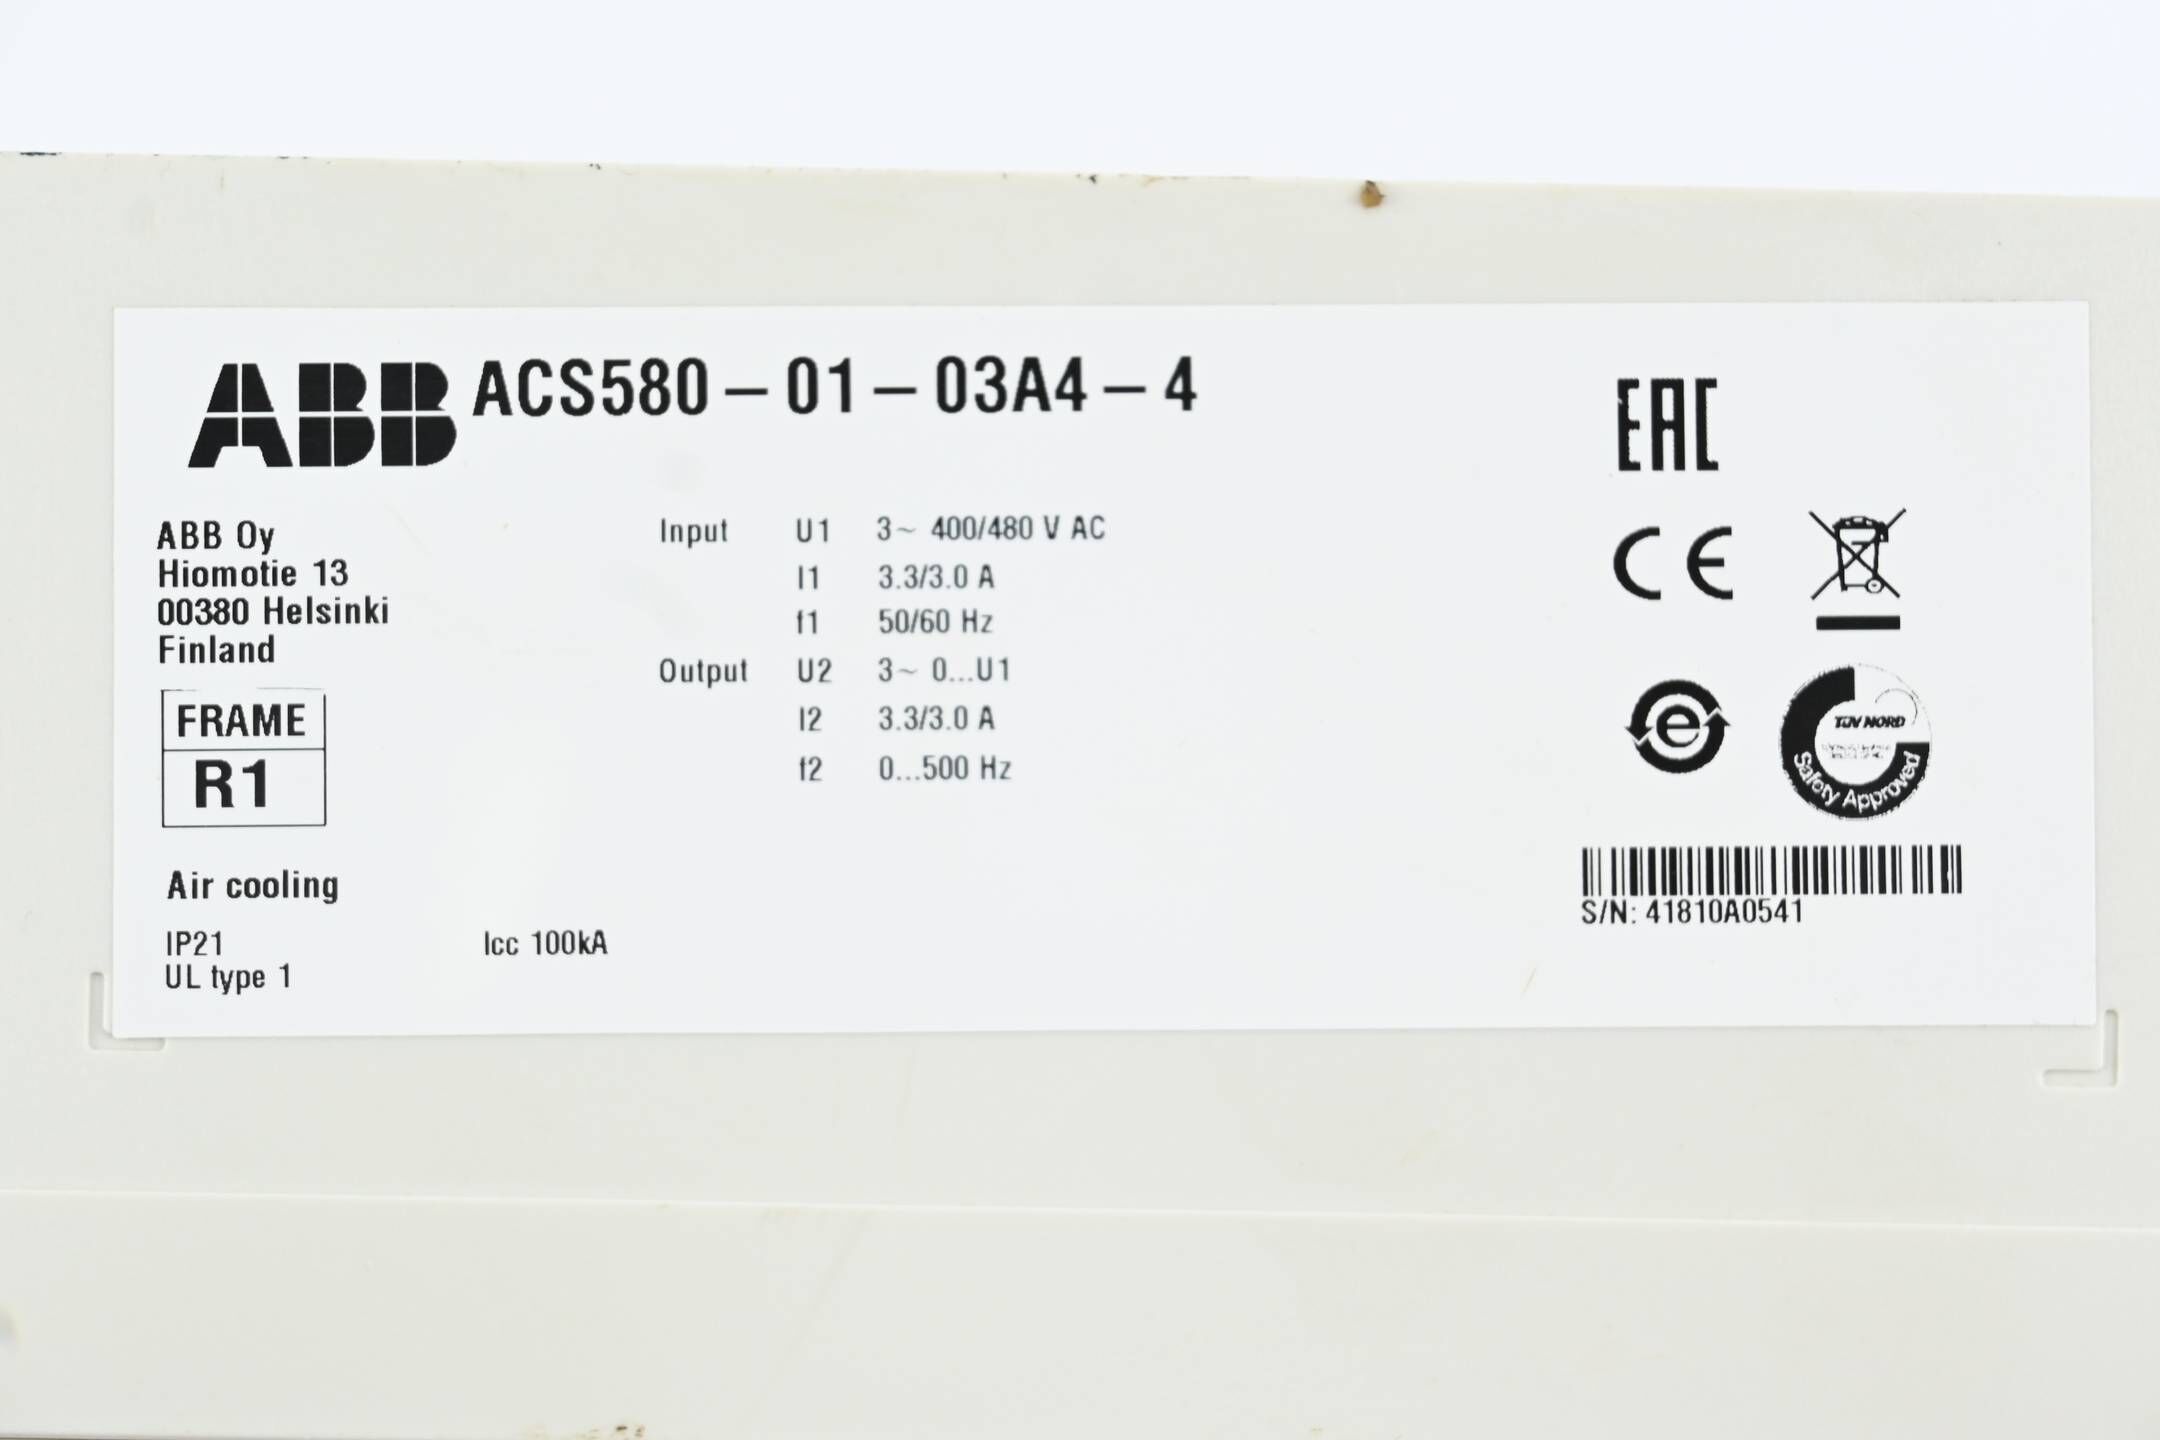 ABB ACS580-01-03A4-4
ABB Oy
Hiomotie 13
00380 Helsinki
Finland
FRAME
R1
Air cooling
IP21
UL type 1
Icc 100kA
Input U1 3~ 400/480 V AC
I1 3.3/3.0 A
f1 50/60 Hz
Output U2 3~ 0...U1
I2 3.3/3.0 A
f2 0...500 Hz
EAC
CE
e
TÜV NORD
Safety Approved
S/N: 41810A0541